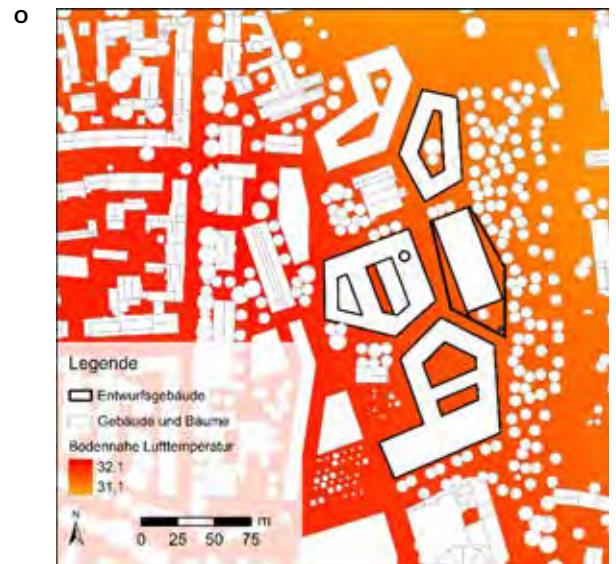 O
Legende
Entwurfsgebäude
Gebäude und Bäume
Bodennahe Lufttemperatur
32,1
31,1
N
0 25 50 75 m